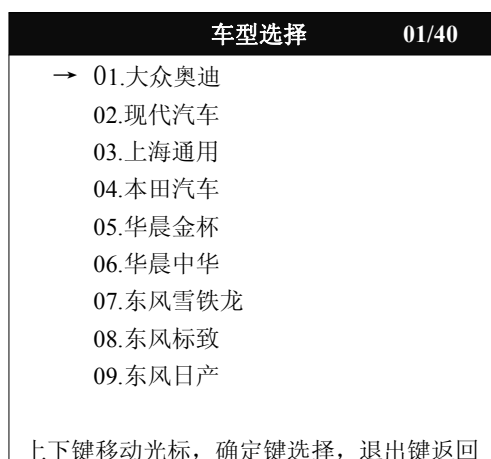 车型选择 01/40
→ 01.大众奥迪
02.现代汽车
03.上海通用
04.本田汽车
05.华晨金杯
06.华晨中华
07.东风雪铁龙
08.东风标致
09.东风日产
上下键移动光标，确定键选择，退出键返回